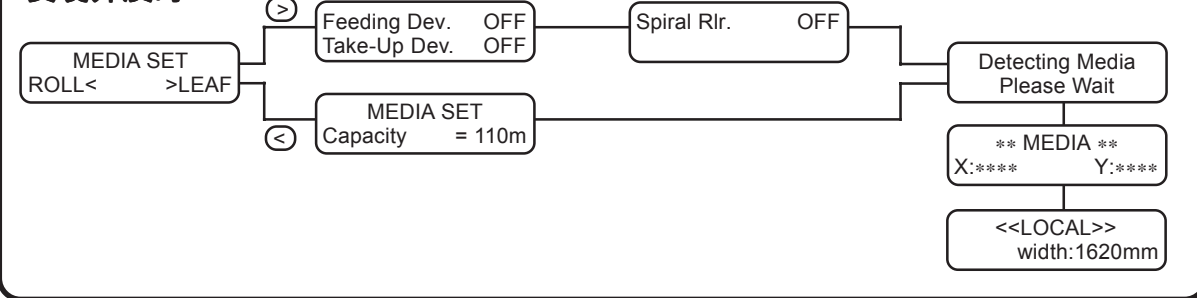 >
Feeding Dev. OFF
Take-Up Dev. OFF
Spiral Rlr. OFF
MEDIA SET
ROLL< >LEAF
Detecting Media
Please Wait
<
MEDIA SET
Capacity = 110m
** MEDIA **
X:**** Y:****
<<LOCAL>>
width:1620mm